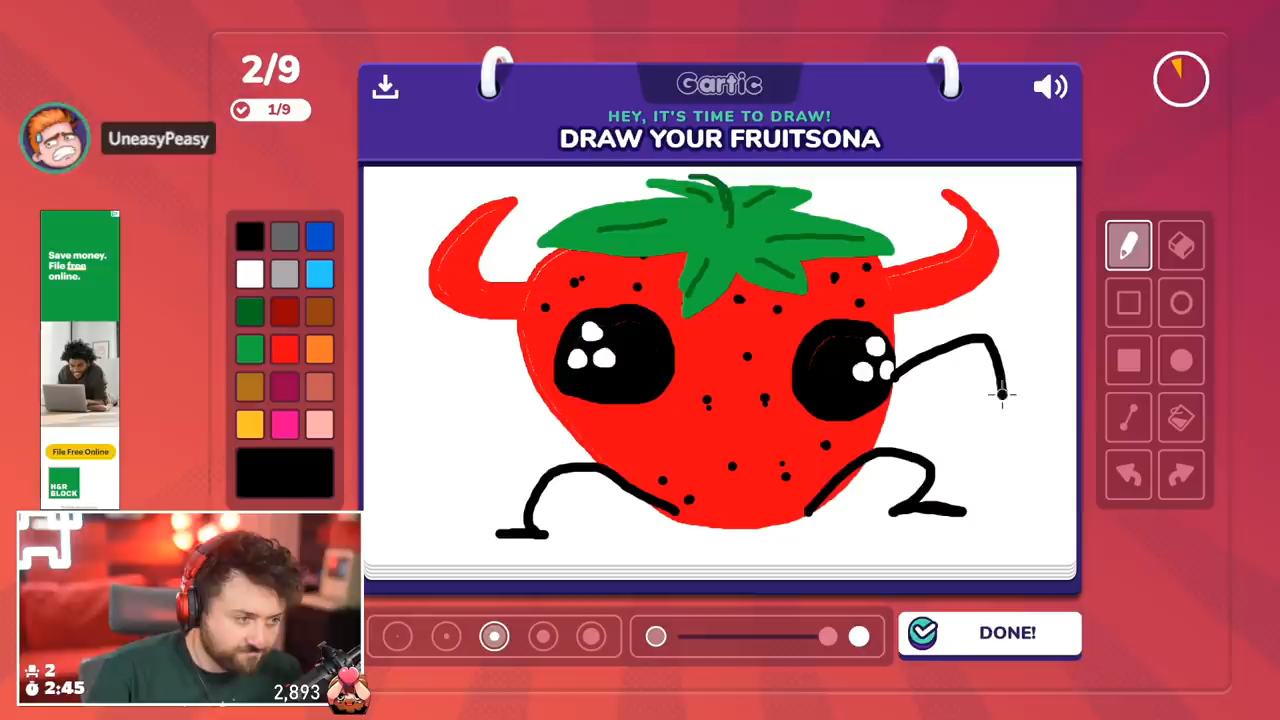 2/9
1/9
UneasyPeasy
Gartic
HEY, IT'S TIME TO DRAW!
DRAW YOUR FRUITSONA
Save money.
File free
online.
File Free Online
H&R
BLOCK
2
2:45
2,893
DONE!